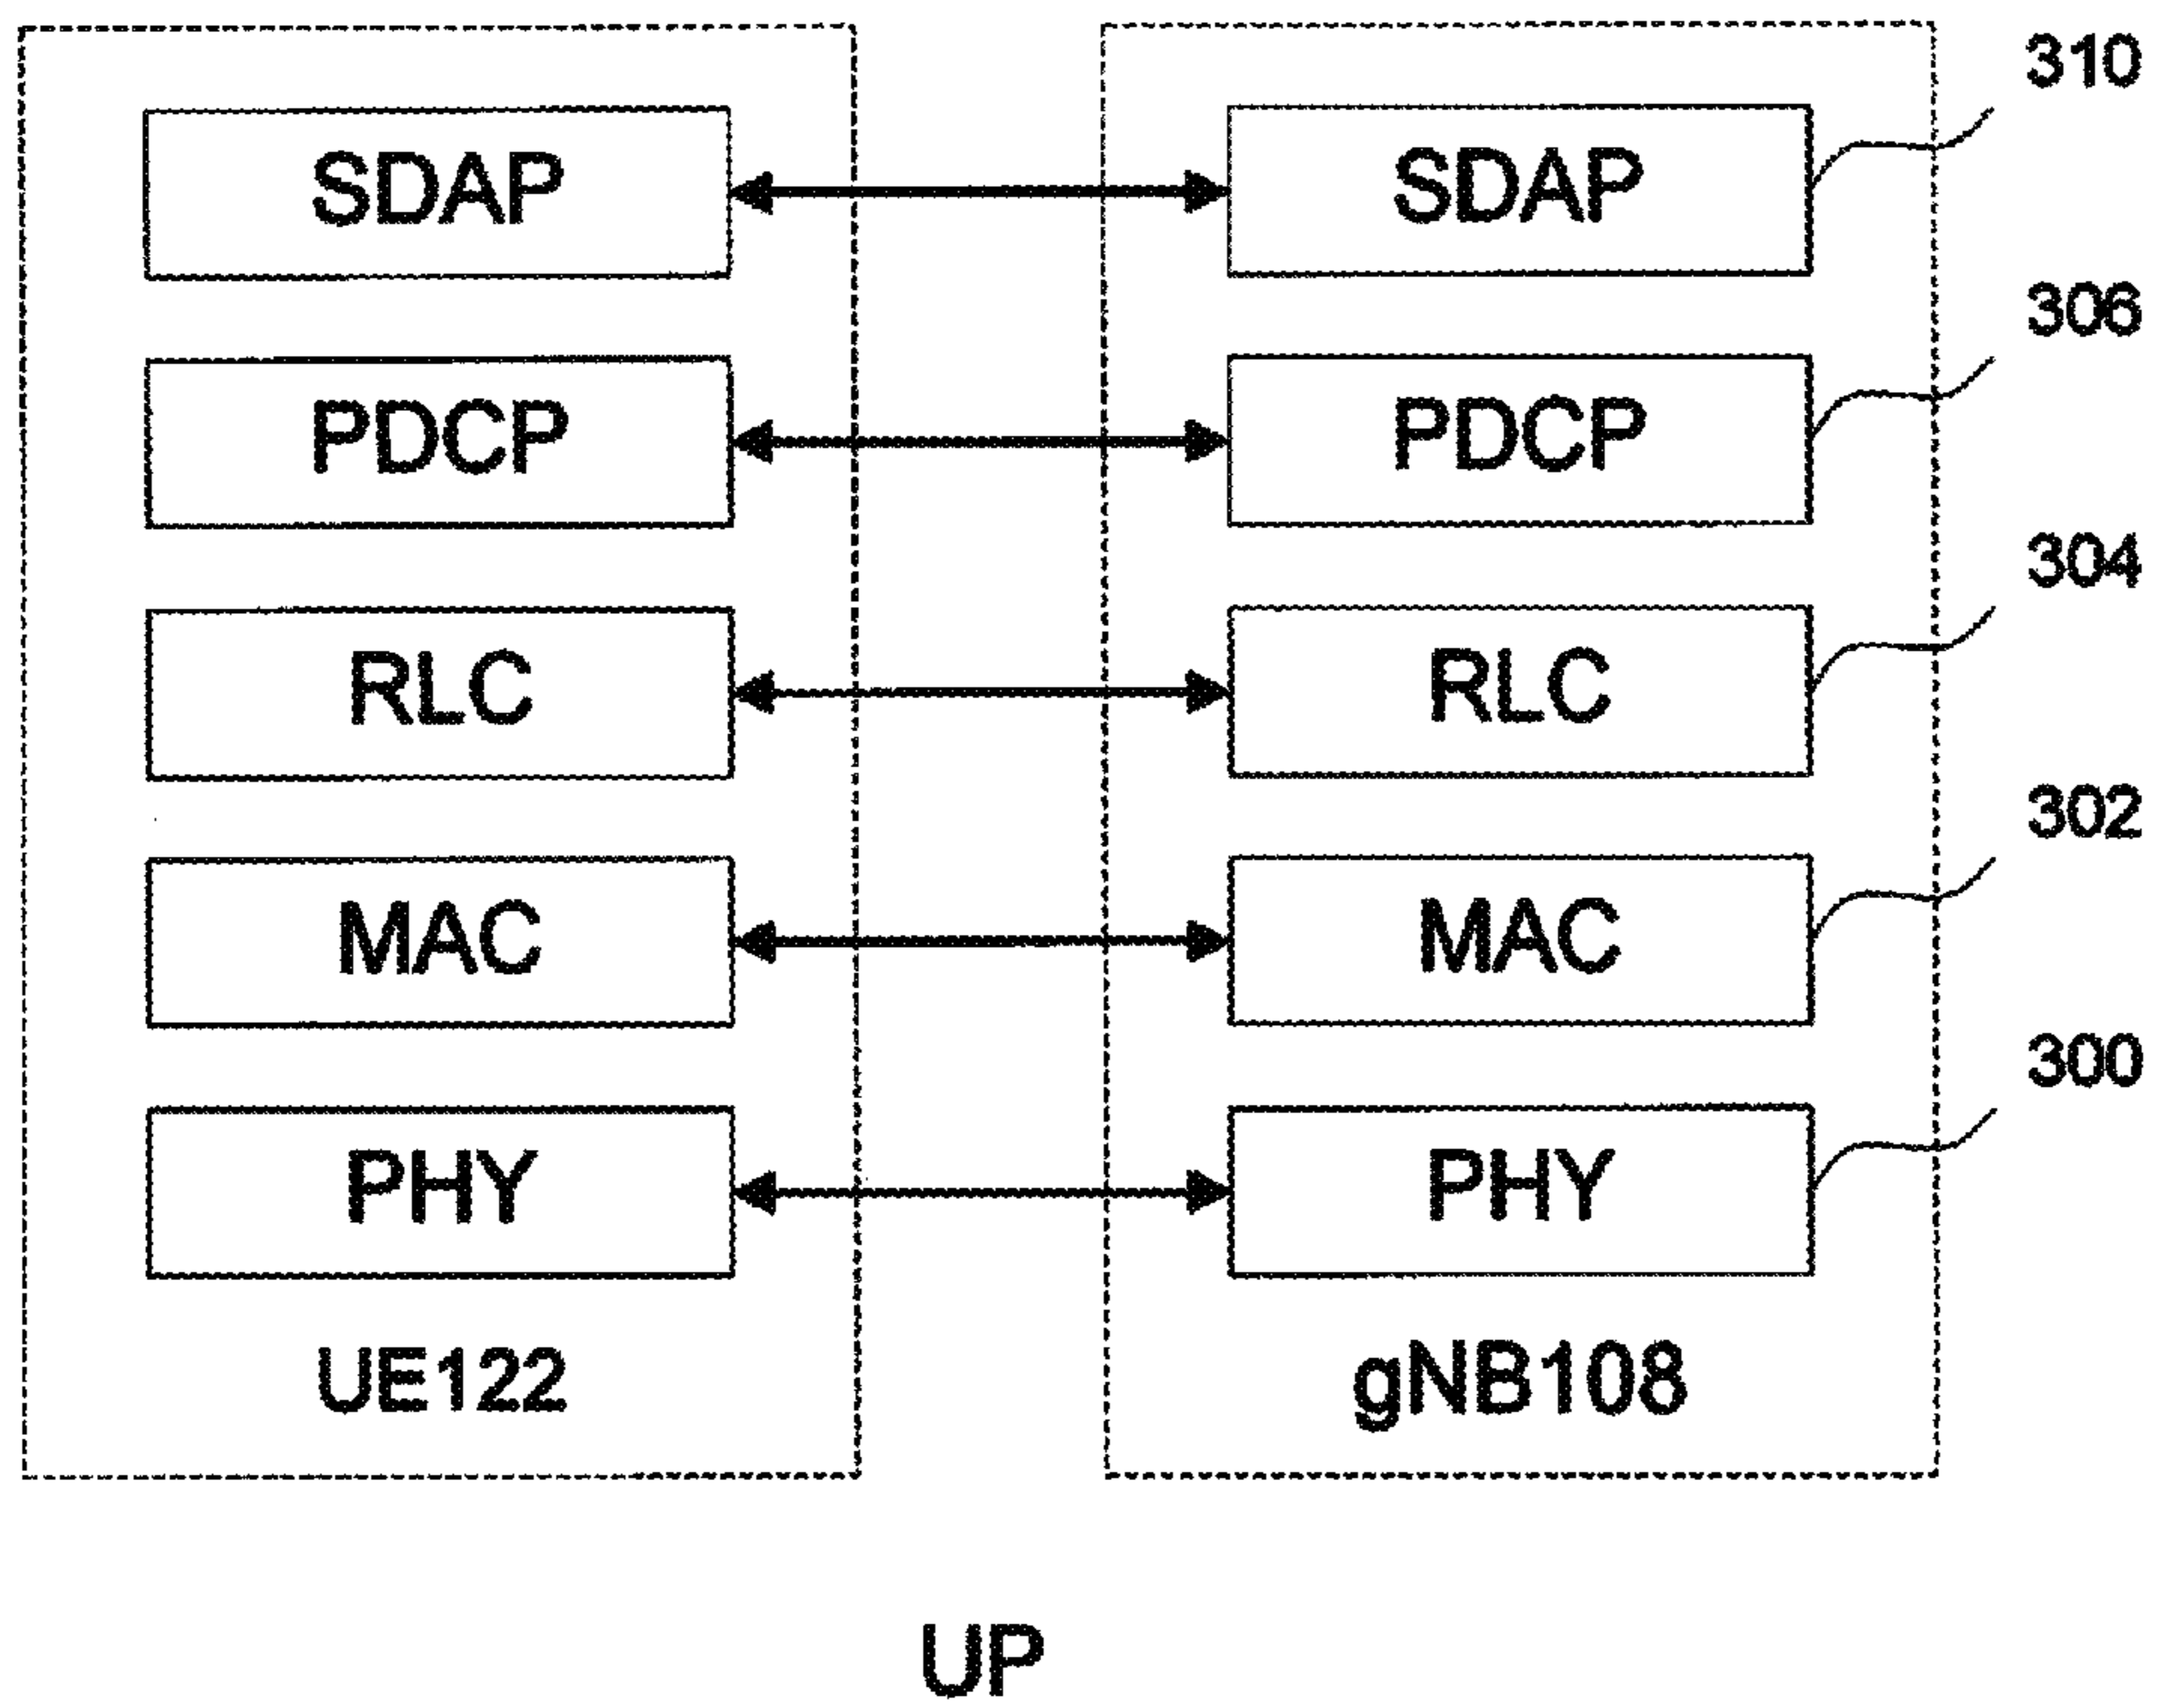 310
SDAP SDAP
306
PDCP PDCP
304
RLC RLC
302
MAC MAC
300
PHY PHY
UE122 gNB108
UP